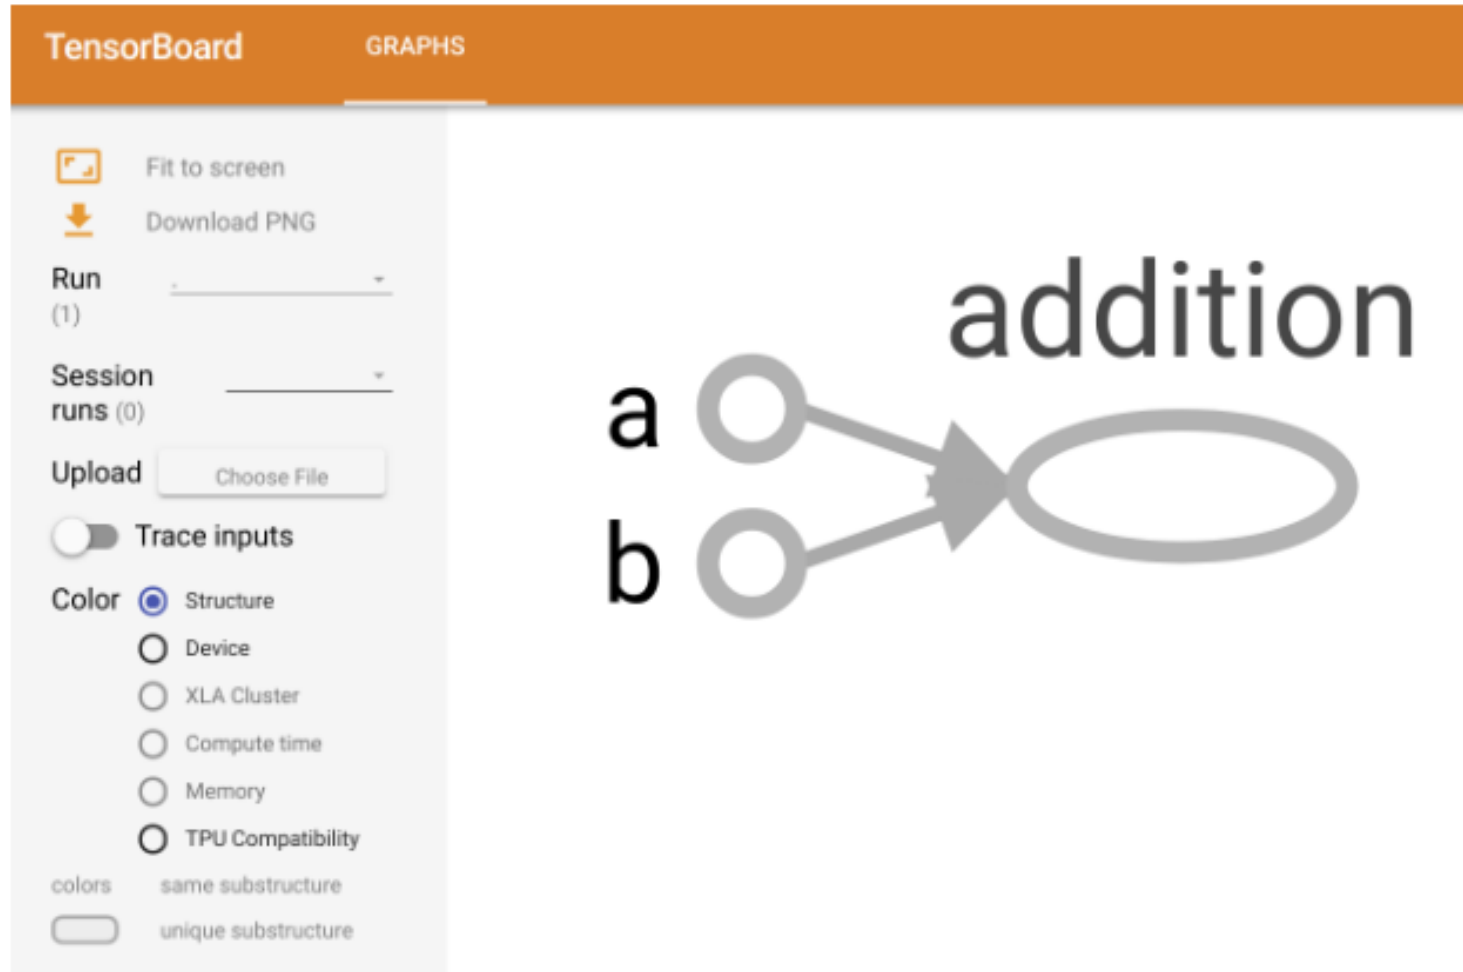 TensorBoard GRAPHS
Fit to screen
Download PNG
Run
(1)
.
Session
runs (0)
Upload Choose File
Trace inputs
Color Structure
Device
XLA Cluster
Compute time
Memory
TPU Compatibility
colors same substructure
unique substructure
addition
a
b